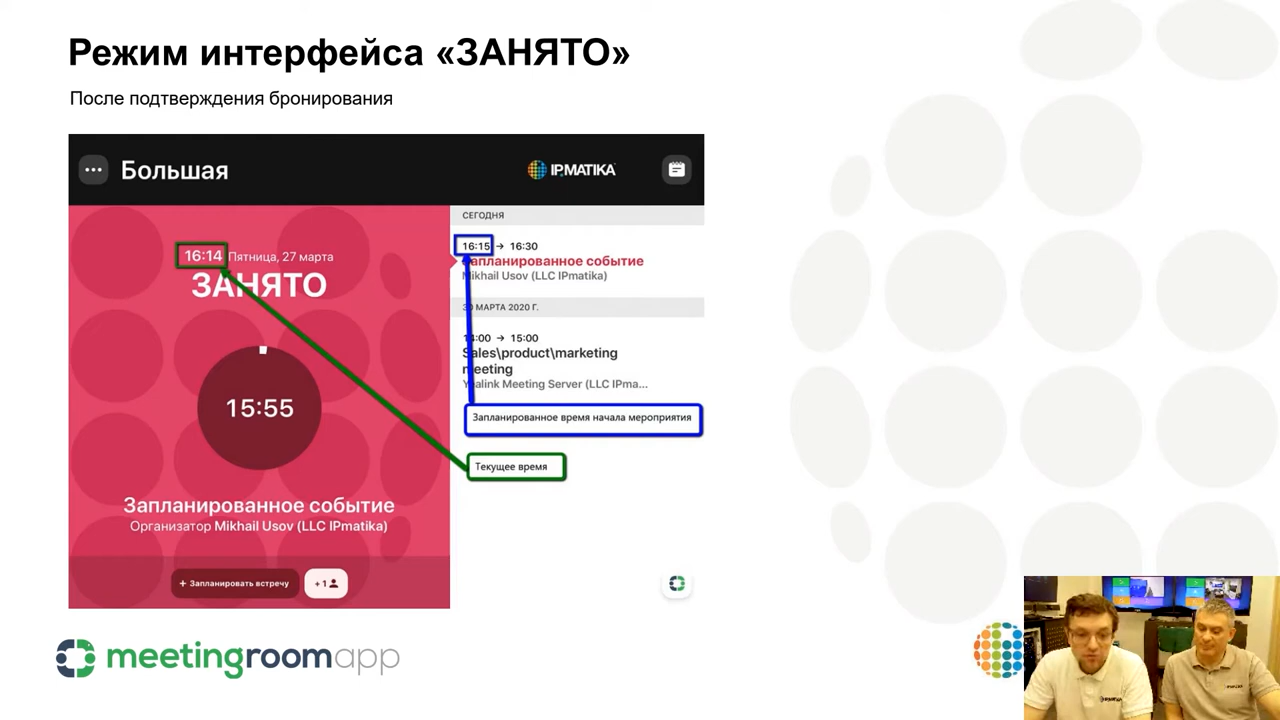 Режим интерфейса «ЗАНЯТО»
После подтверждения бронирования
Большая
IPMATIKA
16:14 Пятница, 27 марта
ЗАНЯТО
15:55
Запланированное событие
Организатор Mikhail Usov (LLC IPmatika)
+ Запланировать встречу
+1
СЕГОДНЯ
16:15 → 16:30
Запланированное событие
Mikhail Usov (LLC IPmatika)
30 МАРТА 2020 Г.
14:00 → 15:00
Sales\product\marketing
meeting
Yealink Meeting Server (LLC IPma...
Запланированное время начала мероприятия
Текущее время
meetingroomapp
IPMATIKA